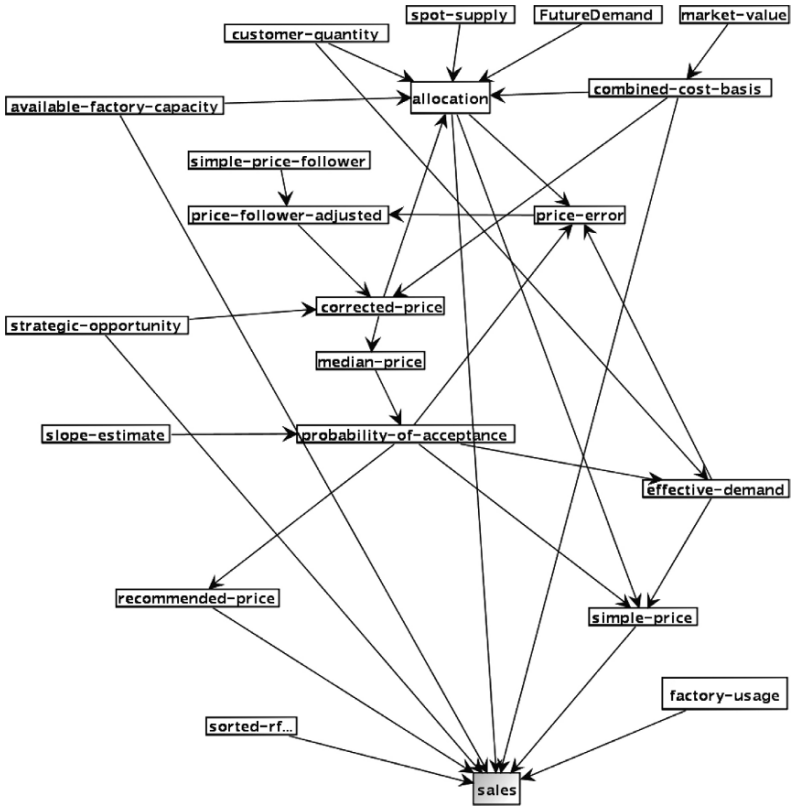 spot-supply
FutureDemand
market-value
customer-quantity
combined-cost-basis
allocation
available-factory-capacity
simple-price-follower
price-follower-adjusted
price-error
corrected-price
strategic-opportunity
median-price
slope-estimate
probability-of-acceptance
effective-demand
recommended-price
simple-price
factory-usage
sorted-rf...
sales